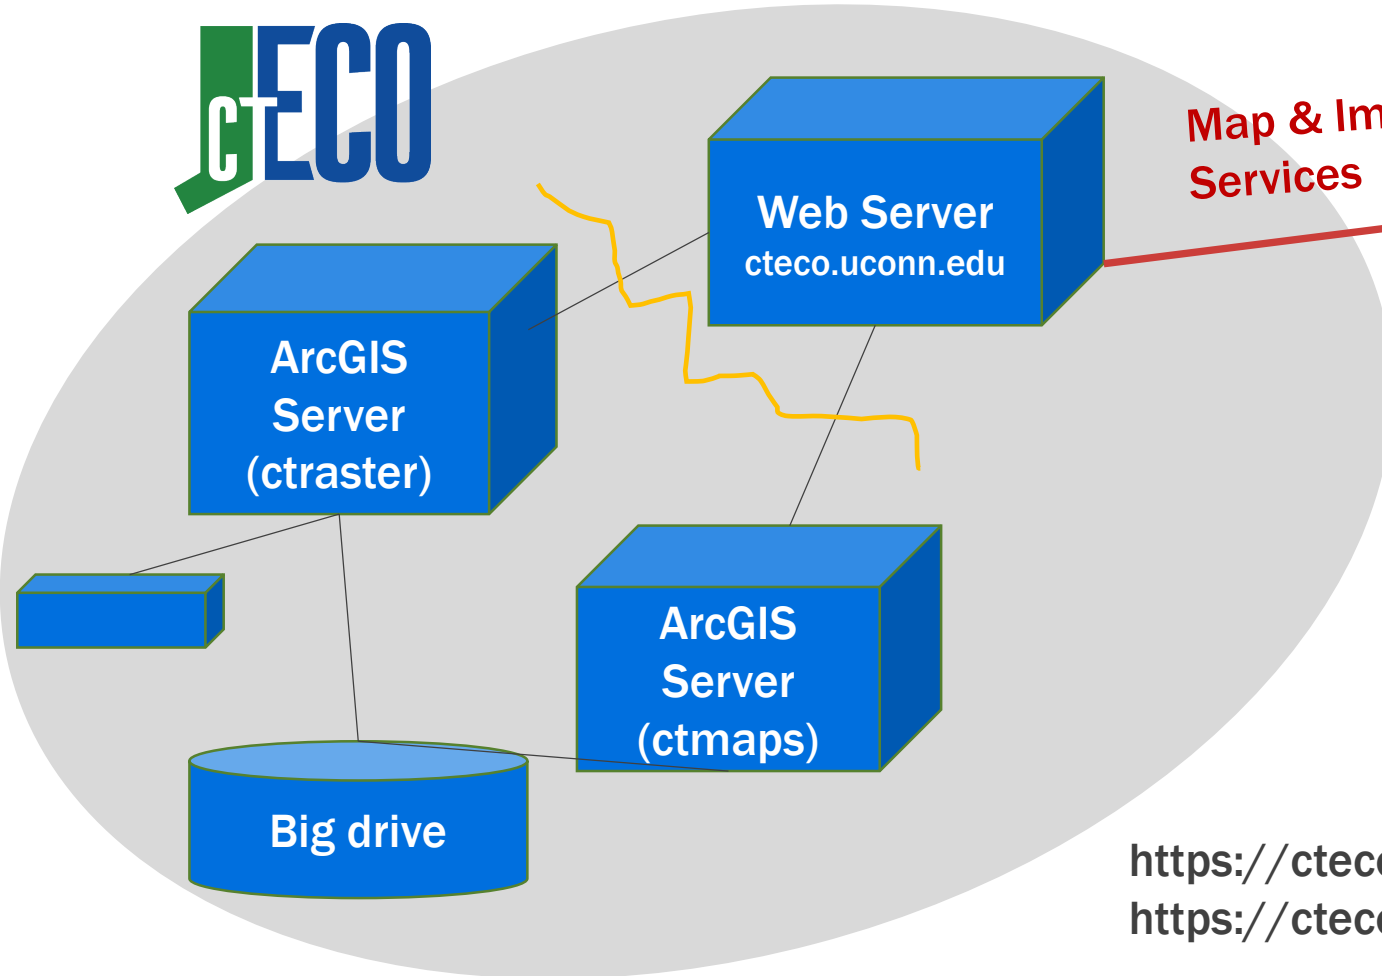 CTECO
Map & Im
Services
Web Server
cteco.uconn.edu
ArcGIS
Server
(ctraster)
ArcGIS
Server
(ctmaps)
Big drive
https://ctec
https://ctec